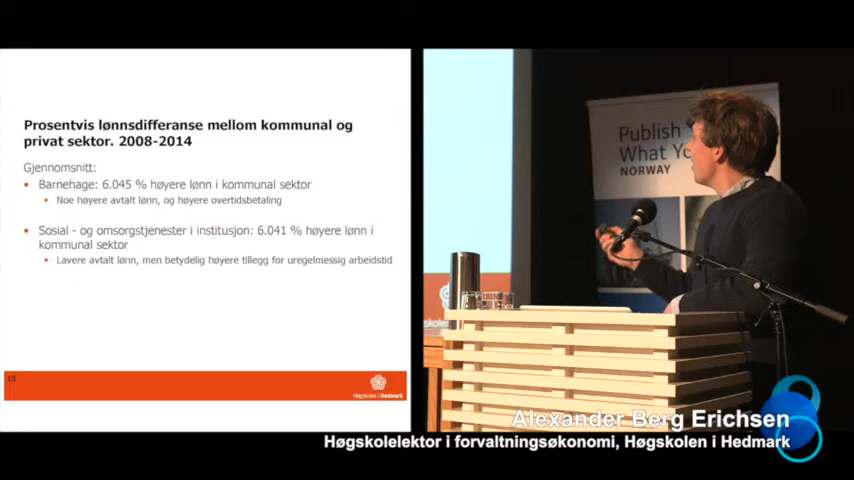 Prosentvis lønnsdifferanse mellom kommunal og
privat sektor. 2008-2014
Gjennomsnitt:
• Barnehage: 6.045 % høyere lønn i kommunal sektor
• Noe høyere avtalt lønn, og høyere overtidsbetaling
• Sosial - og omsorgstjenester i institusjon: 6.041 % høyere lønn i
kommunal sektor
• Lavere avtalt lønn, men betydelig høyere tillegg for uregelmessig arbeidstid
19
Høgskolen i Hedmark
Publish
What You
NORWAY
Alexander Berg Erichsen
Høgskolelektor i forvaltningsøkonomi, Høgskolen i Hedmark